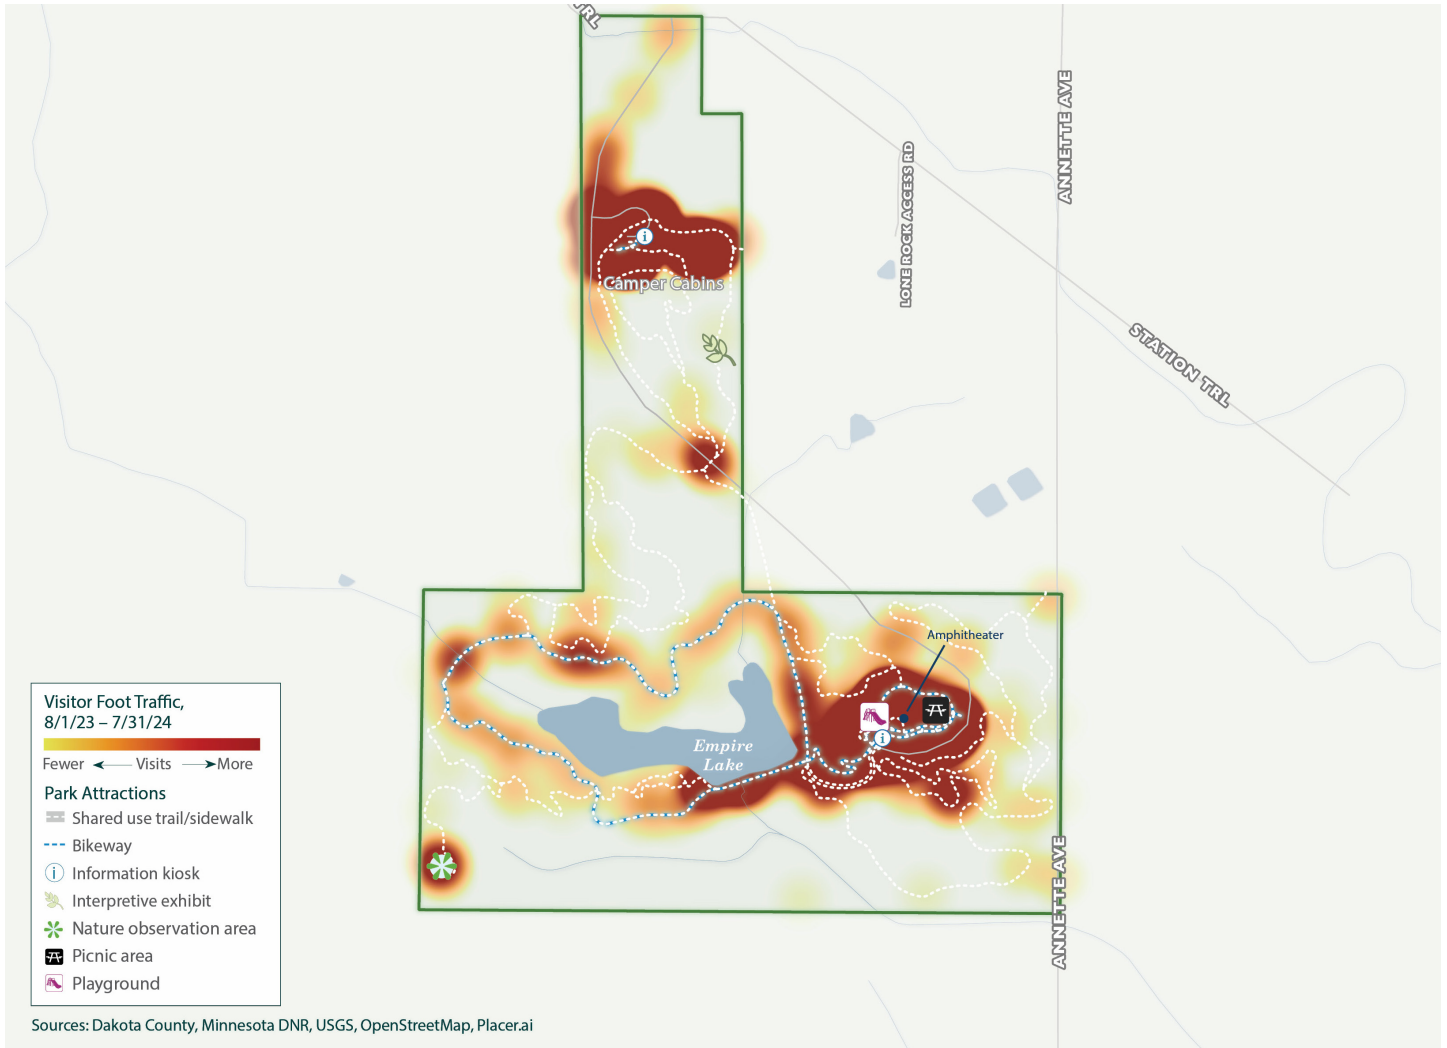 TRL
ANNETTE AVE
LONE ROCK ACCESS RD
Camper Cabins
STATION TRL
Amphitheater
Empire
Lake
Visitor Foot Traffic,
8/1/23 – 7/31/24
Fewer Visits More
Park Attractions
Shared use trail/sidewalk
Bikeway
Information kiosk
Interpretive exhibit
Nature observation area
Picnic area
Playground
ANNETTE AVE
Sources: Dakota County, Minnesota DNR, USGS, OpenStreetMap, Placer.ai